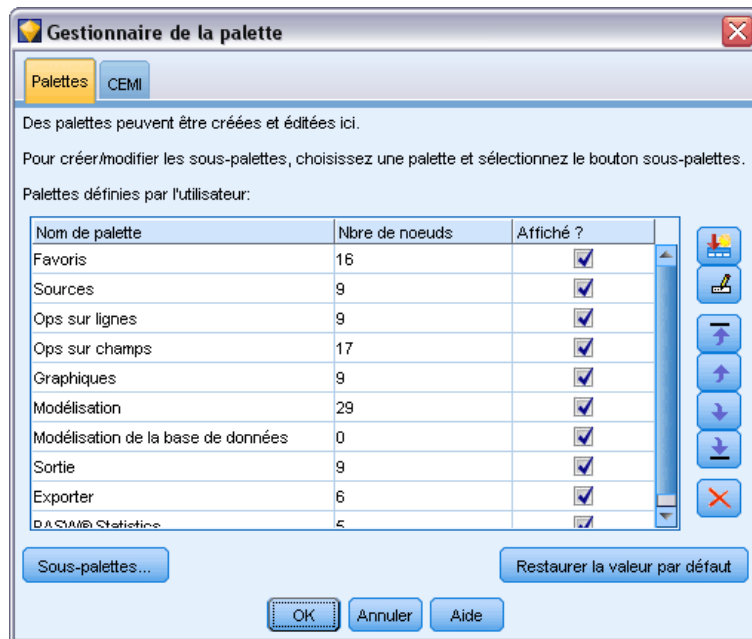 Gestionnaire de la palette
Palettes CEMI
Des palettes peuvent être créées et éditées ici.
Pour créer/modifier les sous-palettes, choisissez une palette et sélectionnez le bouton sous-palettes.
Palettes définies par l'utilisateur:
Nom de palette Nbre de noeuds Affiché ?
Favoris 16
Sources 9
Ops sur lignes 9
Ops sur champs 17
Graphiques 9
Modélisation 29
Modélisation de la base de données 0
Sortie 9
Exporter 6
PASW® Statistics 5
Sous-palettes... Restaurer la valeur par défaut
OK Annuler Aide